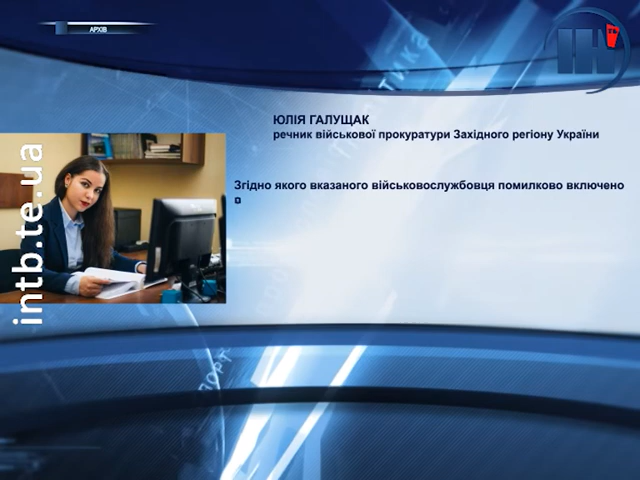 АРХІВ
ІНТБ
ЮЛІЯ ГАЛУЩАК
речник військової прокуратури Західного регіону України
intb.te.ua
Згідно якого вказаного військовослужбовця помилково включено
в